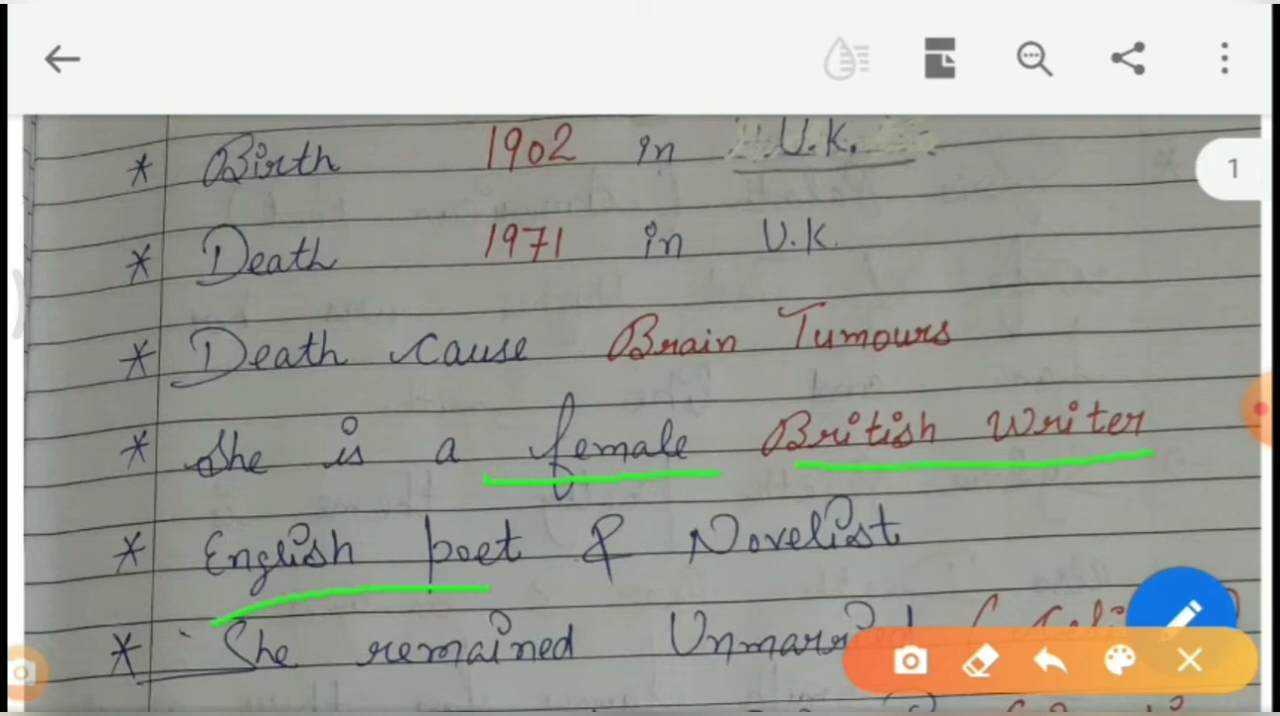 * Birth 1902 in U.K.
1
* Death 1971 in U.K.
* Death cause Brain Tumours
* She is a female British Writer
* English poet & Novelist
* She remained Unmarried (